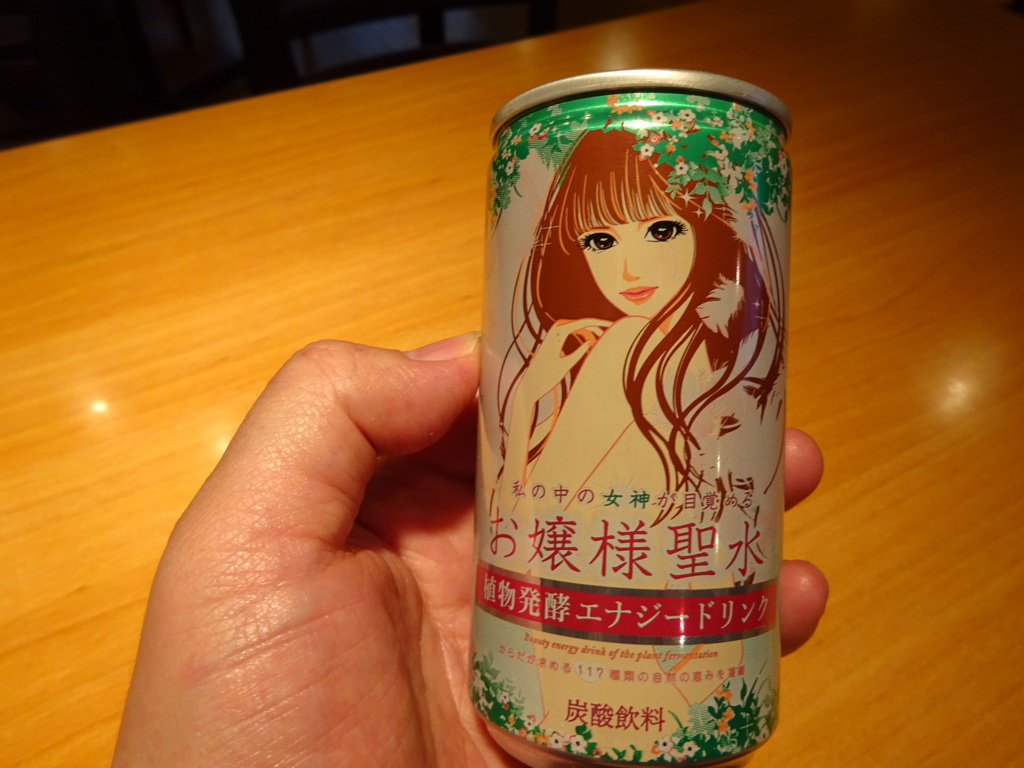 私の中の女神が目覚める
お嬢様聖水
植物発酵エナジードリンク
Beauty energy drink of the plant fermentation
からだが求める117種類の自然の恵みを凝縮
炭酸飲料